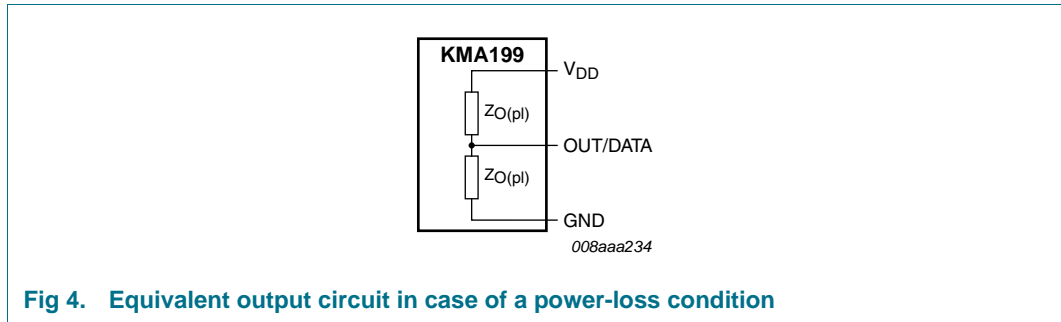 KMA199
VDD
ZO(pl)
OUT/DATA
ZO(pl)
GND
008aaa234
Fig 4. Equivalent output circuit in case of a power-loss condition